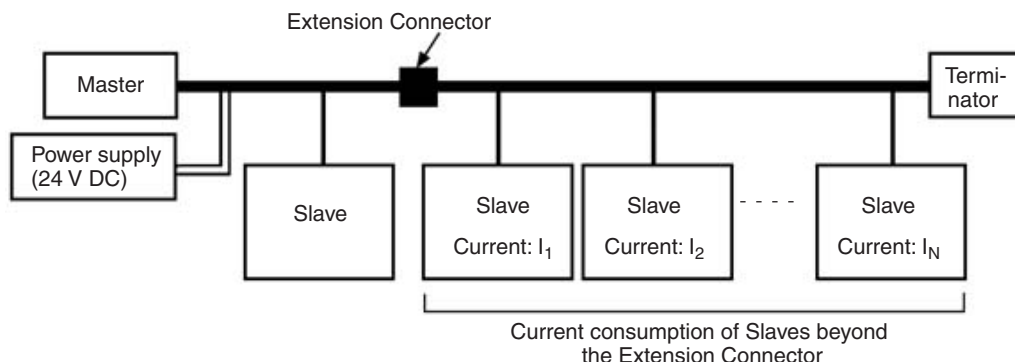 Extension Connector
Master
Termi-
nator
Power supply
(24 V DC)
Slave
Slave
Current: I₁
Slave
Current: I₂
Slave
Current: I_N
Current consumption of Slaves beyond
the Extension Connector